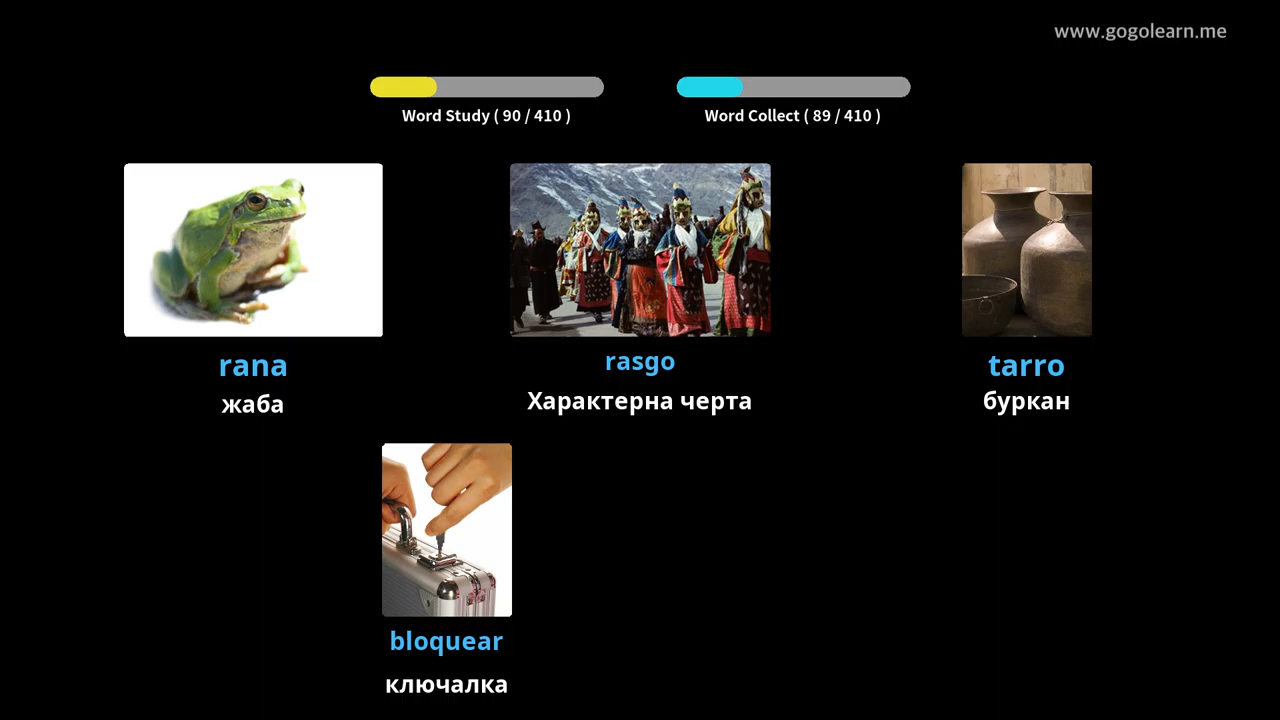 www.gogolearn.me
Word Study ( 90 / 410 )
Word Collect ( 89 / 410 )
rana
жаба
rasgo
Характерна черта
tarro
буркан
bloquear
ключалка